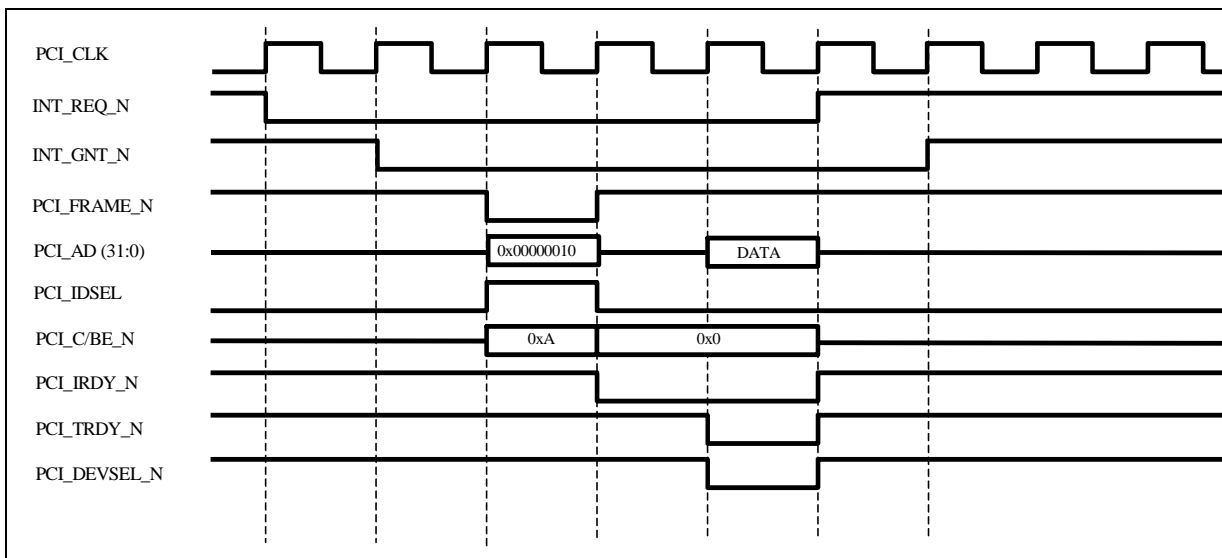 PCI_CLK
INT_REQ_N
INT_GNT_N
PCI_FRAME_N
PCI_AD (31:0) 0x00000010 DATA
PCI_IDSEL
PCI_C/BE_N 0xA 0x0
PCI_IRDY_N
PCI_TRDY_N
PCI_DEVSEL_N